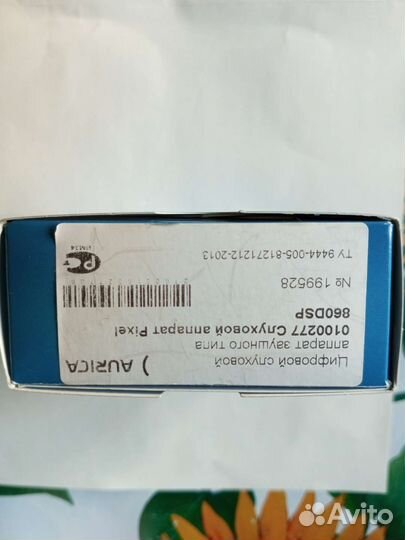 AURICA
Цифровой слуховой
аппарат заушного типа
0100277 Слуховой аппарат Pixel
860DSP
№ 199528
ТУ 9444-005-81271212-2013
Avito